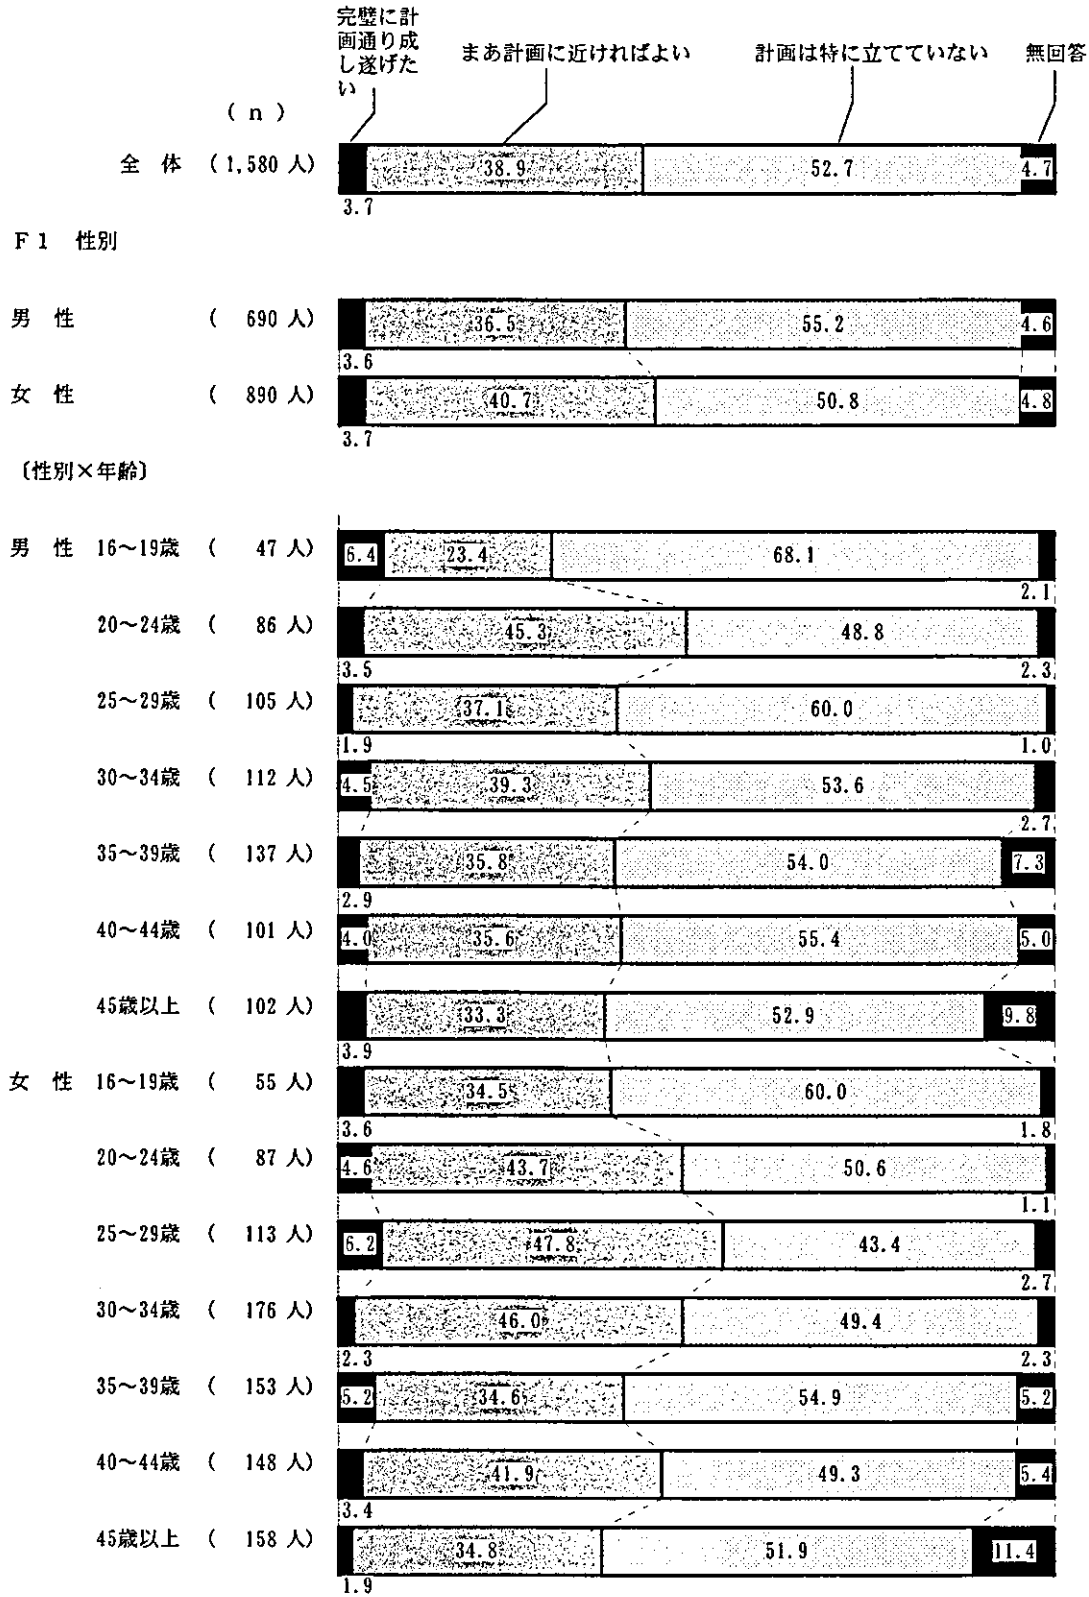 完璧に計
画通り成
し遂げた
い
まあ計画に近ければよい
計画は特に立てていない
無回答
( n )
全 体 (1,580 人) 38.9 52.7 4.7
3.7
F1 性別
男 性 ( 690 人) 36.5 55.2 4.6
3.6
女 性 ( 890 人) 40.7 50.8 4.8
3.7
〔性別×年齢〕
男 性 16～19歳 ( 47 人) 6.4 23.4 68.1
2.1
20～24歳 ( 86 人) 45.3 48.8
3.5 2.3
25～29歳 ( 105 人) 37.1 60.0
1.9 1.0
30～34歳 ( 112 人) 4.5 39.3 53.6
2.7
35～39歳 ( 137 人) 35.8 54.0 7.3
2.9
40～44歳 ( 101 人) 4.0 35.6 55.4 5.0
45歳以上 ( 102 人) 33.3 52.9 9.8
3.9
女 性 16～19歳 ( 55 人) 34.5 60.0
3.6 1.8
20～24歳 ( 87 人) 4.6 43.7 50.6
1.1
25～29歳 ( 113 人) 6.2 47.8 43.4
2.7
30～34歳 ( 176 人) 46.0 49.4
2.3 2.3
35～39歳 ( 153 人) 5.2 34.6 54.9 5.2
40～44歳 ( 148 人) 41.9 49.3 5.4
3.4
45歳以上 ( 158 人) 34.8 51.9 11.4
1.9